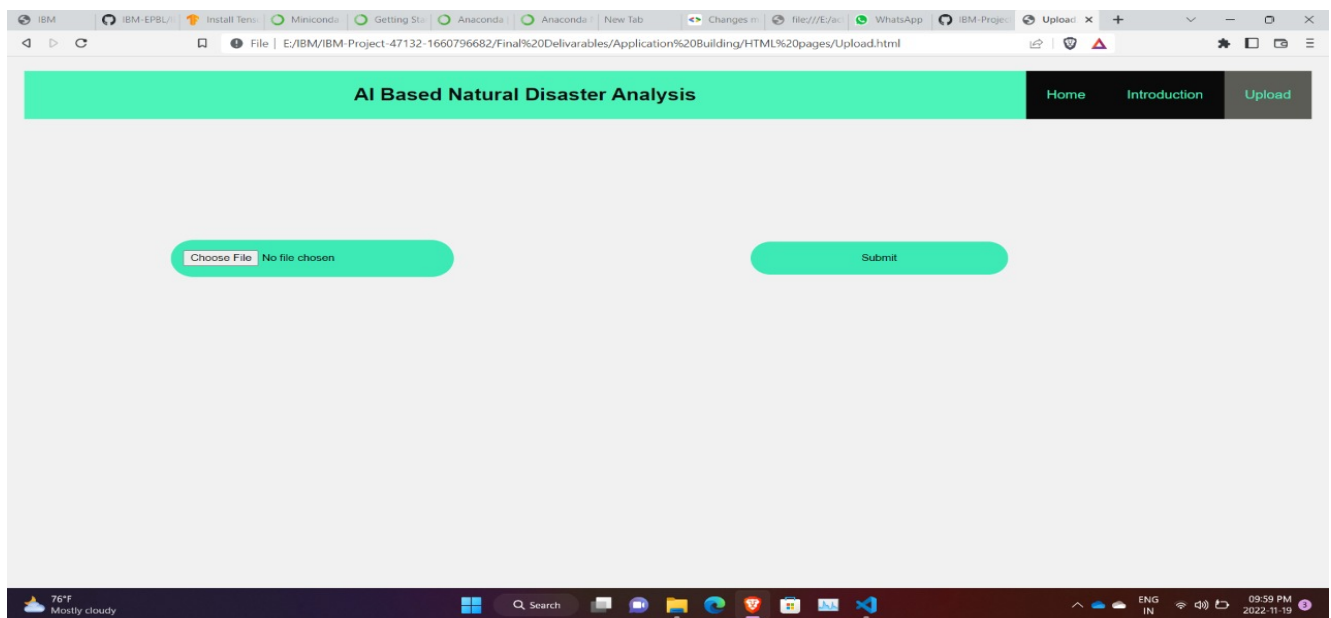 IBM IBM-EPBL/I Install Tens Miniconda Getting Sta Anaconda Anaconda New Tab Changes m file:///E:/ac WhatsApp IBM-Projec Upload
File | E:/IBM/IBM-Project-47132-1660796682/Final%20Delivarables/Application%20Building/HTML%20pages/Upload.html
AI Based Natural Disaster Analysis Home Introduction Upload
Choose File No file chosen Submit
76°F
Mostly cloudy
Search
ENG
IN
09:59 PM
2022-11-19
3